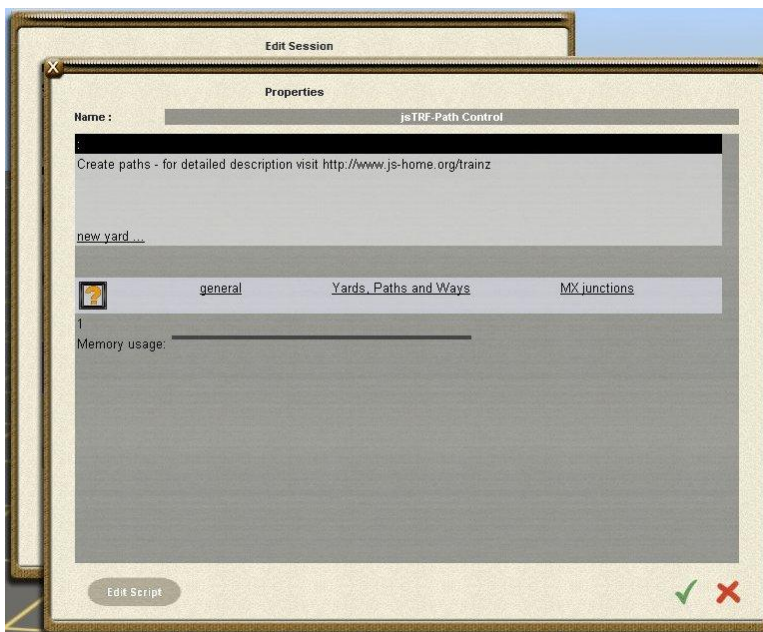 Edit Session
X
Properties
Name : jsTRF-Path Control
:
Create paths - for detailed description visit http://www.js-home.org/trainz
new yard ...
? general Yards, Paths and Ways MX junctions
1
Memory usage:
Edit Script